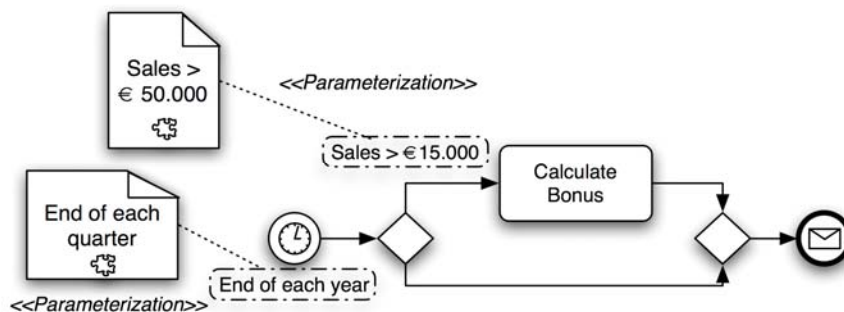 Sales >
€ 50.000
<<Parameterization>>
Sales > €15.000
Calculate
Bonus
End of each
quarter
End of each year
<<Parameterization>>